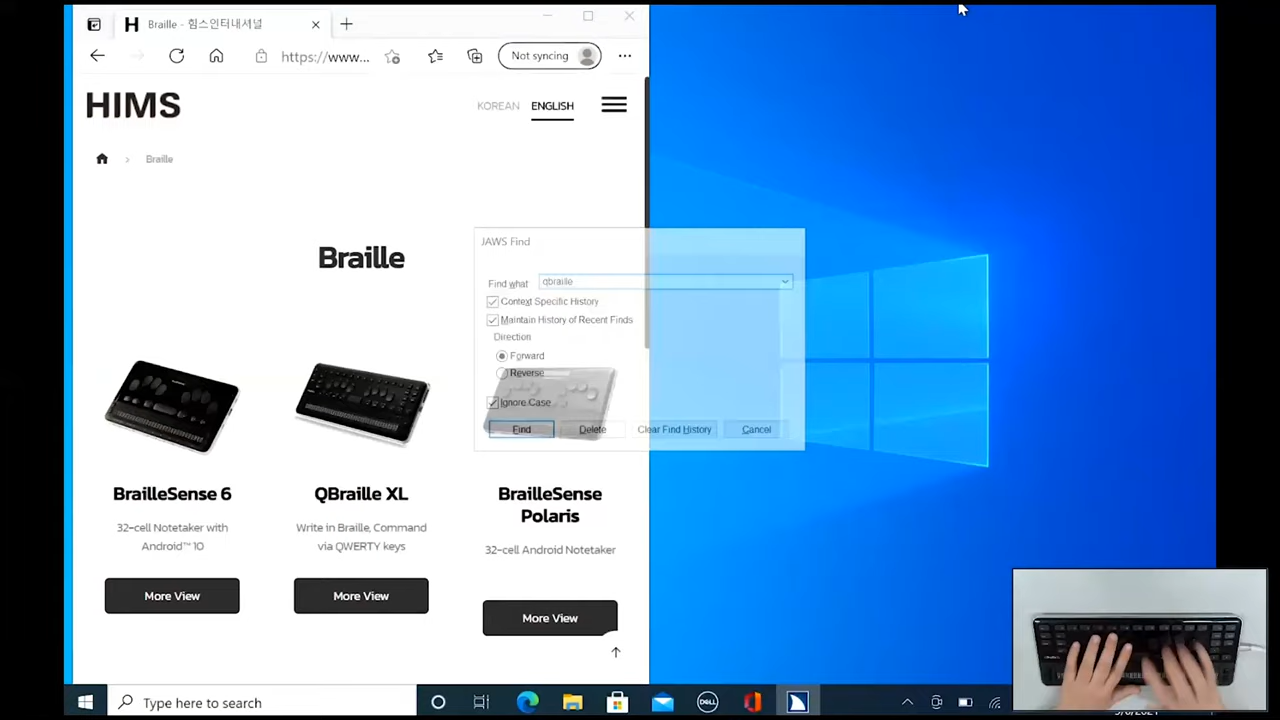 Braille - 힘스인터내셔널
https://www...
Not syncing
HIMS
KOREAN
ENGLISH
Braille
Braille
JAWS Find
Find what
qbraille
Context Specific History
Maintain History of Recent Finds
Direction
Forward
Reverse
Ignore Case
Find
Delete
Clear Find History
Cancel
BrailleSense 6
32-cell Notetaker with
Android™ 10
More View
QBraille XL
Write in Braille, Command
via QWERTY keys
More View
BrailleSense
Polaris
32-cell Android Notetaker
More View
Type here to search
DELL